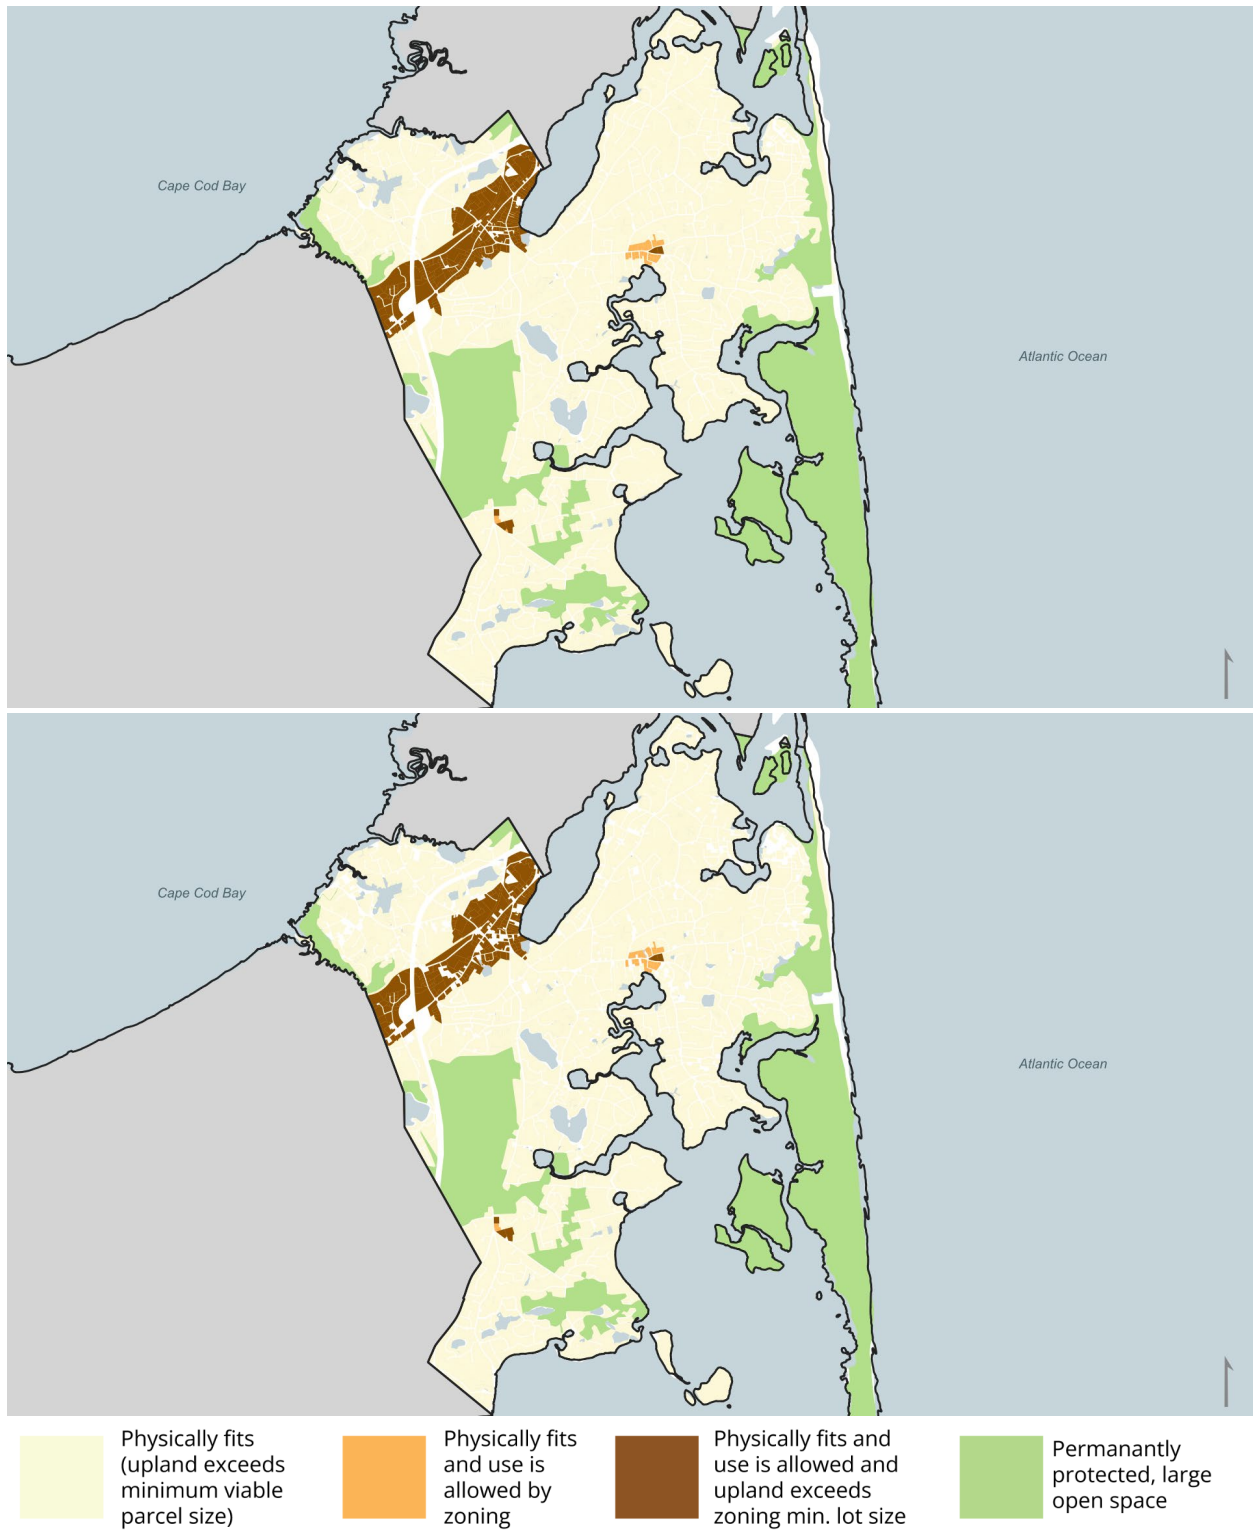 Cape Cod Bay
Atlantic Ocean
Cape Cod Bay
Atlantic Ocean
Physically fits
(upland exceeds
minimum viable
parcel size)
Physically fits
and use is
allowed by
zoning
Physically fits and
use is allowed and
upland exceeds
zoning min. lot size
Permanantly
protected, large
open space